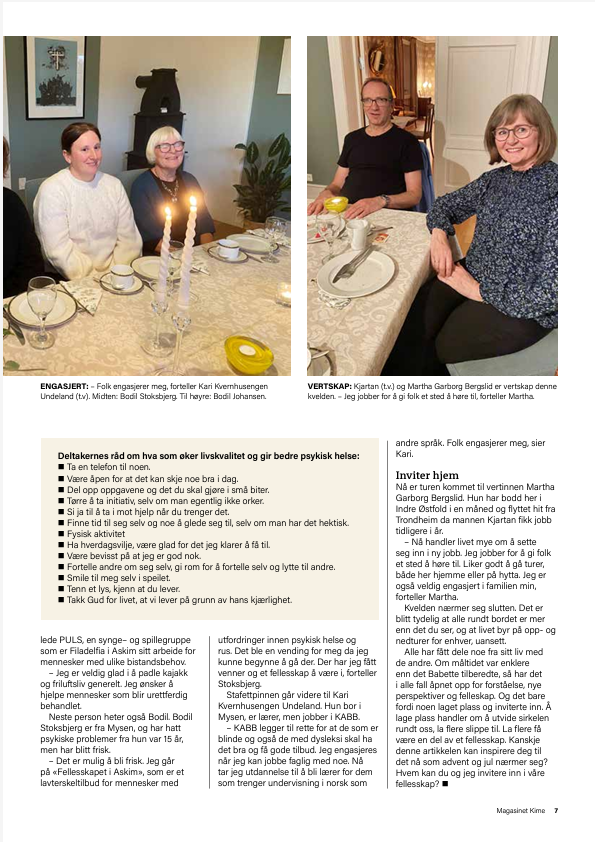 ENGASJERT: – Folk engasjerer meg, forteller Kari Kvernhusengen
Undeland (t.v). Midten: Bodil Stoksbjerg. Til høyre: Bodil Johansen.
VERTSKAP: Kjartan (t.v.) og Martha Garborg Bergslid er vertskap denne
kvelden. – Jeg jobber for å gi folk et sted å høre til, forteller Martha.
Deltakernes råd om hva som øker livskvalitet og gir bedre psykisk helse:
■ Ta en telefon til noen.
■ Være åpen for at det kan skje noe bra i dag.
■ Del opp oppgavene og det du skal gjøre i små biter.
■ Tørre å ta initiativ, selv om man egentlig ikke orker.
■ Si ja til å ta i mot hjelp når du trenger det.
■ Finne tid til seg selv og noe å glede seg til, selv om man har det hektisk.
■ Fysisk aktivitet
■ Ha hverdagsvilje, være glad for det jeg klarer å få til.
■ Være bevisst på at jeg er god nok.
■ Fortelle andre om seg selv, gi rom for å fortelle selv og lytte til andre.
■ Smile til meg selv i speilet.
■ Tenn et lys, kjenn at du lever.
■ Takk Gud for livet, at vi lever på grunn av hans kjærlighet.
lede PULS, en synge– og spillegruppe
som er Filadelfia i Askim sitt arbeide for
mennesker med ulike bistandsbehov.
– Jeg er veldig glad i å padle kajakk
og friluftsliv generelt. Jeg ønsker å
hjelpe mennesker som blir urettferdig
behandlet.
Neste person heter også Bodil. Bodil
Stoksbjerg er fra Mysen, og har hatt
psykiske problemer fra hun var 15 år,
men har blitt frisk.
– Det er mulig å bli frisk. Jeg går
på «Fellesskapet i Askim», som er et
lavterskeltilbud for mennesker med
utfordringer innen psykisk helse og
rus. Det ble en vending for meg da jeg
kunne begynne å gå der. Der har jeg fått
venner og et fellesskap å være i, forteller
Stoksbjerg.
Stafettpinnen går videre til Kari
Kvernhusengen Undeland. Hun bor i
Mysen, er lærer, men jobber i KABB.
– KABB legger til rette for at de som er
blinde og også de med dysleksi skal ha
det bra og få gode tilbud. Jeg engasjeres
når jeg kan jobbe faglig med noe. Nå
tar jeg utdannelse til å bli lærer for dem
som trenger undervisning i norsk som
andre språk. Folk engasjerer meg, sier
Kari.
Inviter hjem
Nå er turen kommet til vertinnen Martha
Garborg Bergslid. Hun har bodd her i
Indre Østfold i en måned og flyttet hit fra
Trondheim da mannen Kjartan fikk jobb
tidligere i år.
– Nå handler livet mye om å sette
seg inn i ny jobb. Jeg jobber for å gi folk
et sted å høre til. Liker godt å gå turer,
både her hjemme eller på hytta. Jeg er
også veldig engasjert i familien min,
forteller Martha.
Kvelden nærmer seg slutten. Det er
blitt tydelig at alle rundt bordet er mer
enn det du ser, og at livet byr på opp- og
nedturer for enhver, uansett.
Alle har fått dele noe fra sitt liv med
de andre. Om måltidet var enklere
enn det Babette tilberedte, så har det
i alle fall åpnet opp for forståelse, nye
perspektiver og felleskap. Og det bare
fordi noen laget plass og inviterte inn. Å
lage plass handler om å utvide sirkelen
rundt oss, la flere slippe til. La flere få
være en del av et fellesskap. Kanskje
denne artikkelen kan inspirere deg til
det nå som advent og jul nærmer seg?
Hvem kan du og jeg invitere inn i våre
fellesskap? ■
Magasinet Kime 7